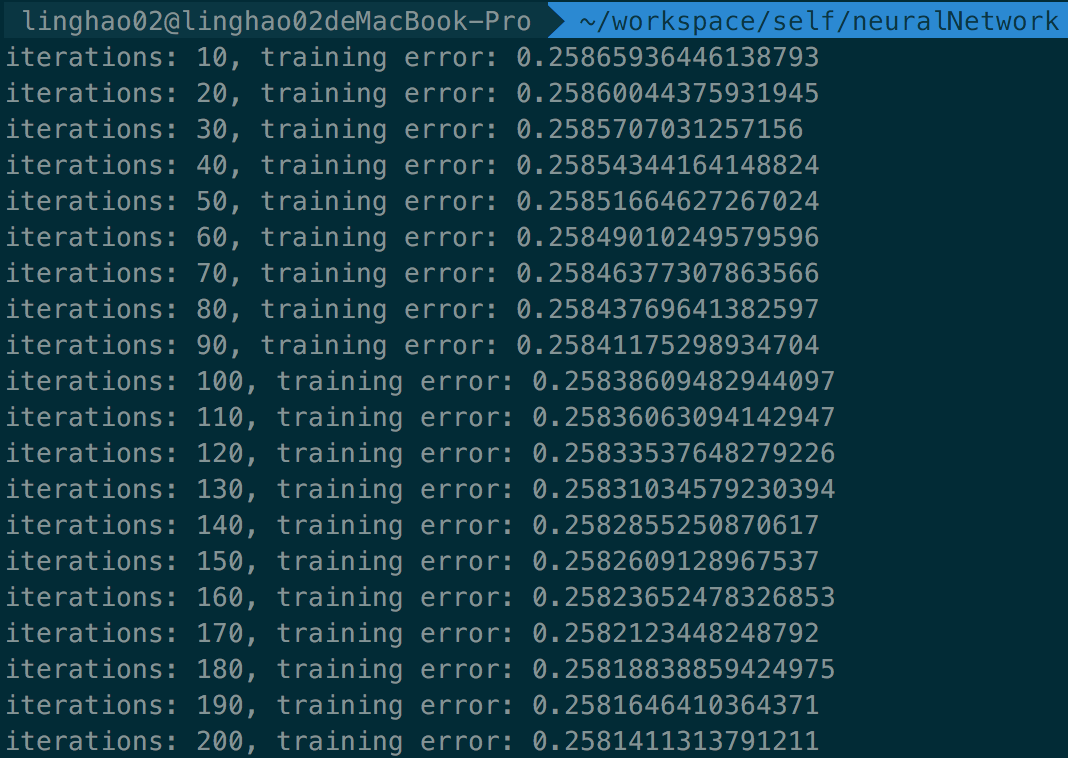 linghao02@linghao02deMacBook-Pro ~/workspace/self/neuralNetwork
iterations: 10, training error: 0.25865936446138793
iterations: 20, training error: 0.25860044375931945
iterations: 30, training error: 0.2585707031257156
iterations: 40, training error: 0.25854344164148824
iterations: 50, training error: 0.25851664627267024
iterations: 60, training error: 0.25849010249579596
iterations: 70, training error: 0.25846377307863566
iterations: 80, training error: 0.25843769641382597
iterations: 90, training error: 0.25841175298934704
iterations: 100, training error: 0.25838609482944097
iterations: 110, training error: 0.25836063094142947
iterations: 120, training error: 0.25833537648279226
iterations: 130, training error: 0.25831034579230394
iterations: 140, training error: 0.2582855250870617
iterations: 150, training error: 0.2582609128967537
iterations: 160, training error: 0.25823652478326853
iterations: 170, training error: 0.2582123448248792
iterations: 180, training error: 0.25818838859424975
iterations: 190, training error: 0.2581646410364371
iterations: 200, training error: 0.2581411313791211